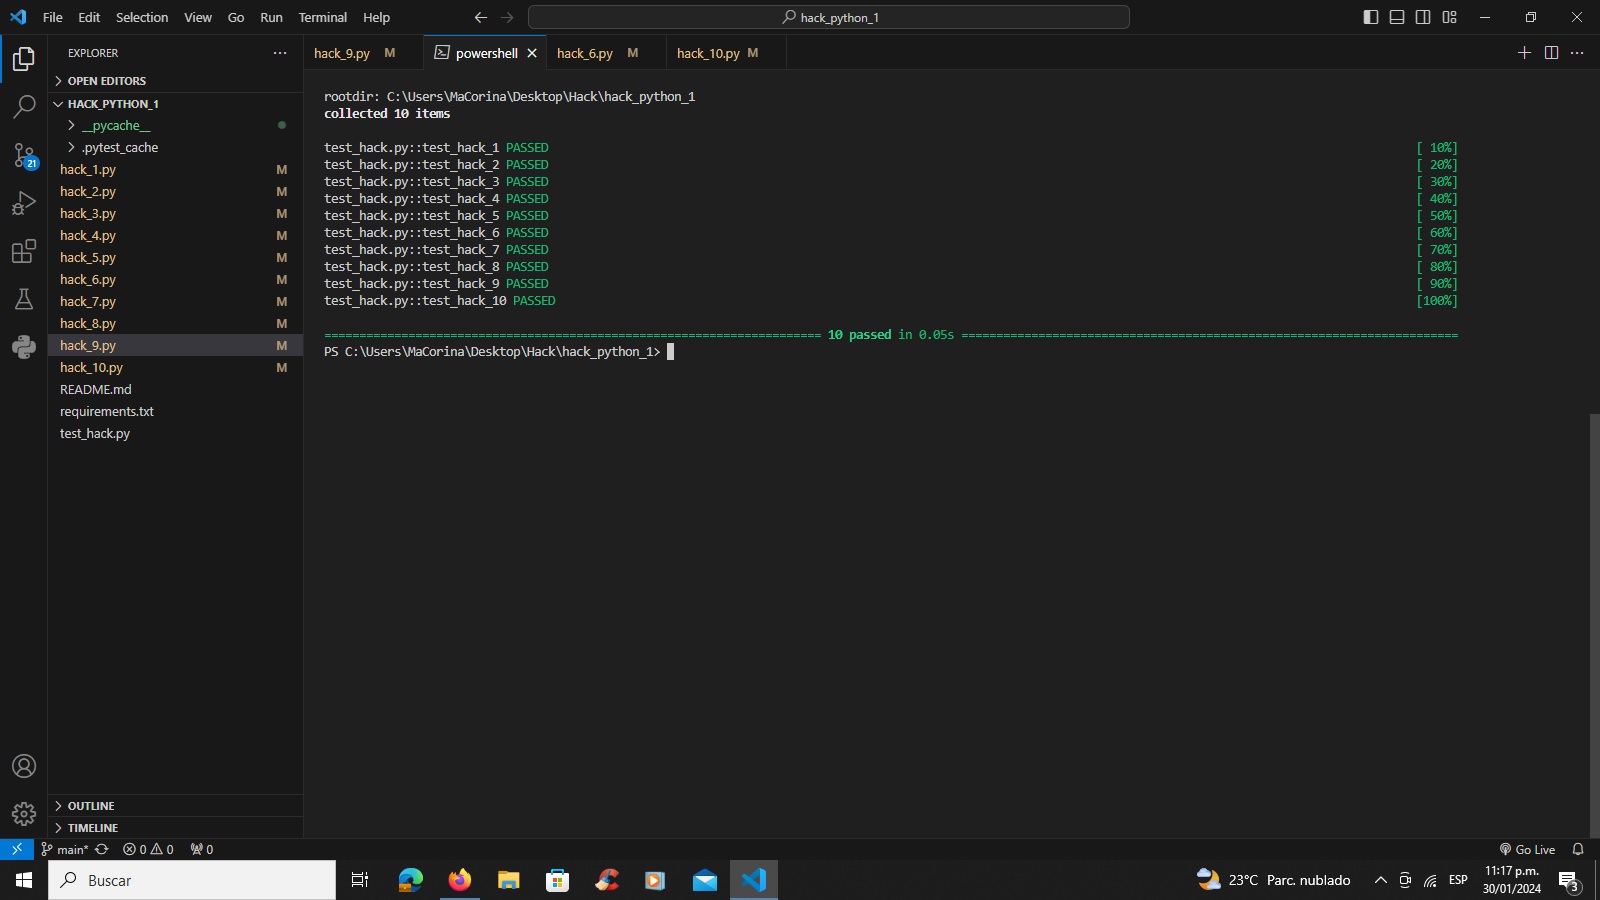 File Edit Selection View Go Run Terminal Help
hack_python_1
EXPLORER
hack_9.py M
powershell
hack_6.py M
hack_10.py M
OPEN EDITORS
HACK_PYTHON_1
__pycache__
.pytest_cache
hack_1.py M
hack_2.py M
hack_3.py M
hack_4.py M
hack_5.py M
hack_6.py M
hack_7.py M
hack_8.py M
hack_9.py M
hack_10.py M
README.md
requirements.txt
test_hack.py
21
rootdir: C:\Users\MaCorina\Desktop\Hack\hack_python_1
collected 10 items
test_hack.py::test_hack_1 PASSED [ 10%]
test_hack.py::test_hack_2 PASSED [ 20%]
test_hack.py::test_hack_3 PASSED [ 30%]
test_hack.py::test_hack_4 PASSED [ 40%]
test_hack.py::test_hack_5 PASSED [ 50%]
test_hack.py::test_hack_6 PASSED [ 60%]
test_hack.py::test_hack_7 PASSED [ 70%]
test_hack.py::test_hack_8 PASSED [ 80%]
test_hack.py::test_hack_9 PASSED [ 90%]
test_hack.py::test_hack_10 PASSED [100%]
10 passed in 0.05s
PS C:\Users\MaCorina\Desktop\Hack\hack_python_1>
OUTLINE
TIMELINE
main* 0 0 0
Go Live
Buscar
23°C Parc. nublado
ESP
11:17 p.m.
30/01/2024
3